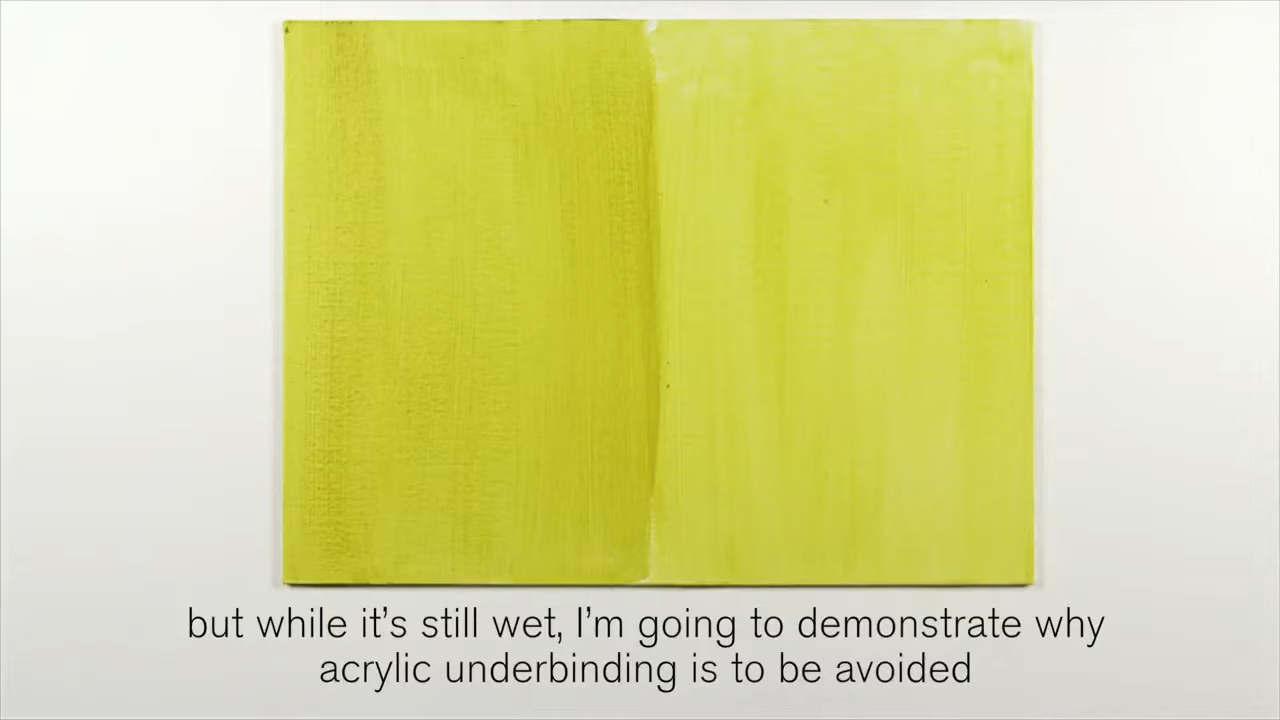 but while it’s still wet, I’m going to demonstrate why
acrylic underbinding is to be avoided